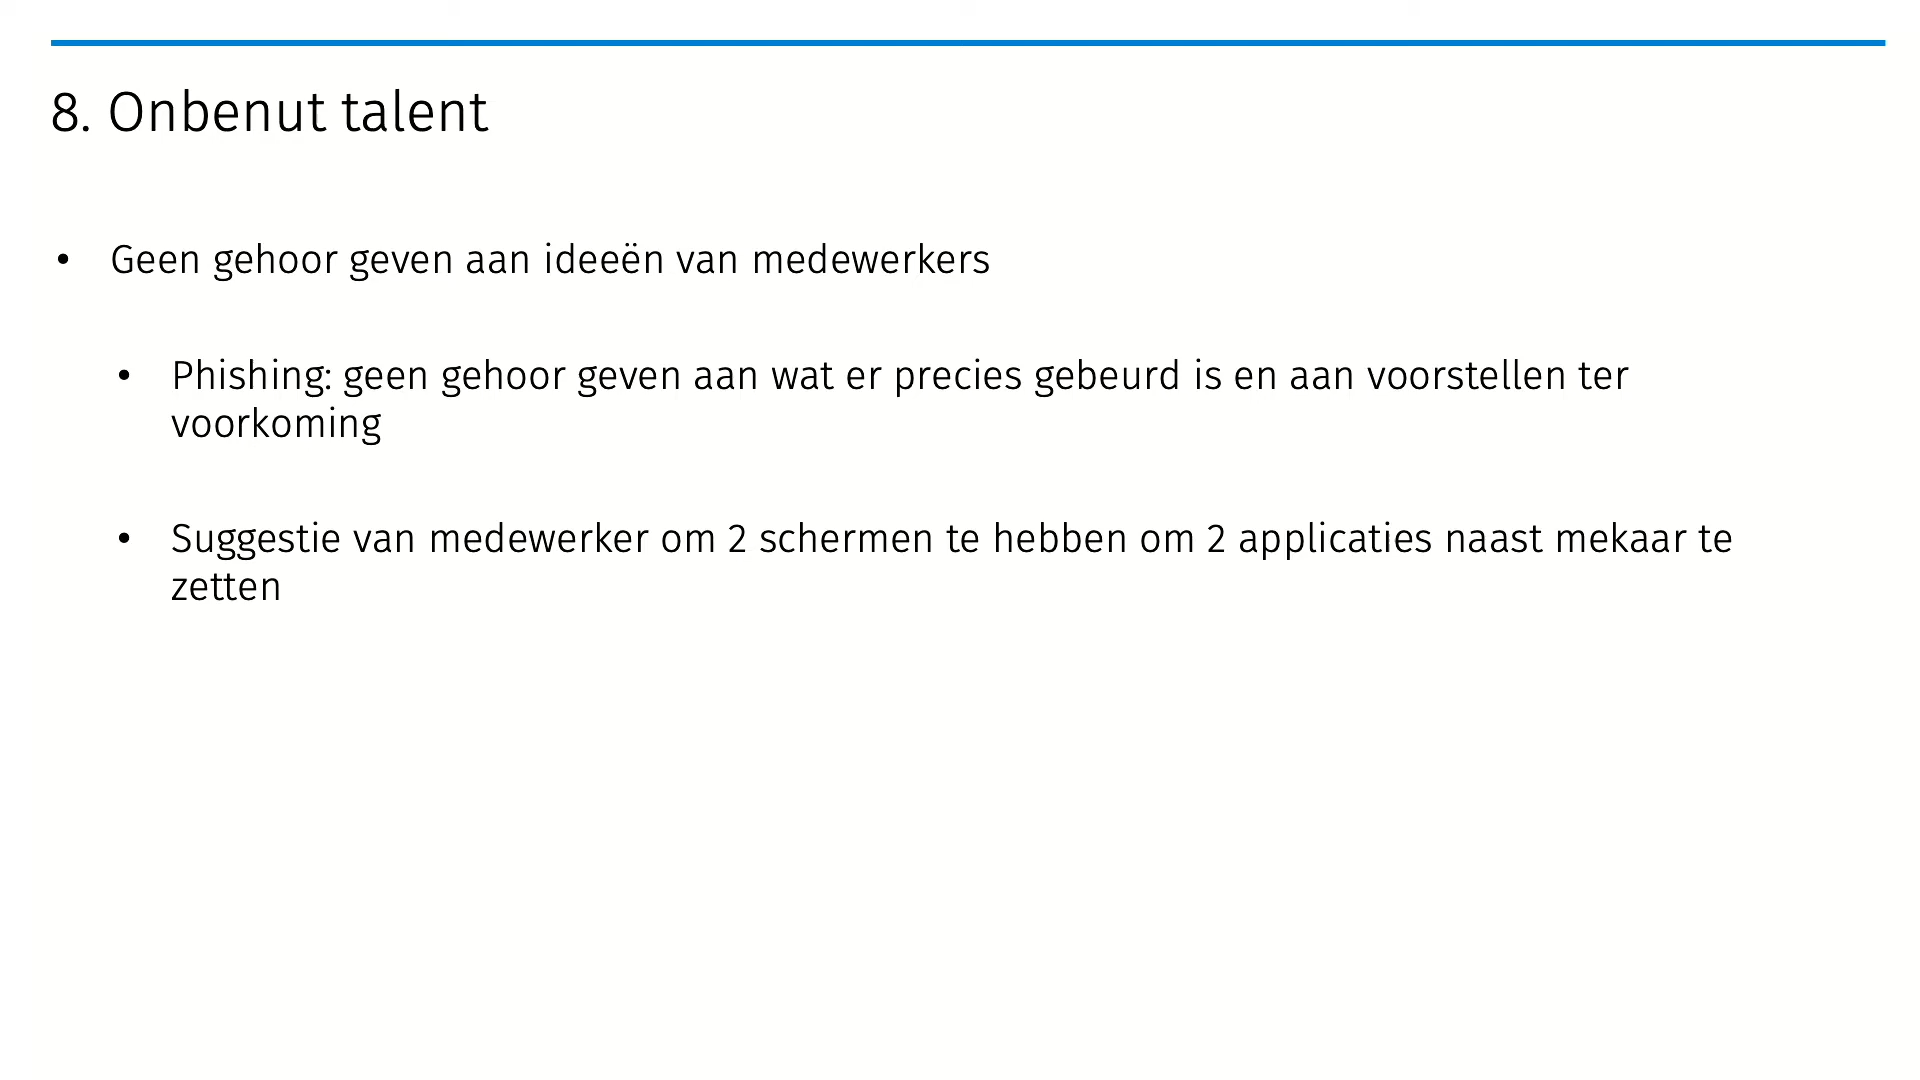 8. Onbenut talent
• Geen gehoor geven aan ideeën van medewerkers
• Phishing: geen gehoor geven aan wat er precies gebeurd is en aan voorstellen ter
voorkoming
• Suggestie van medewerker om 2 schermen te hebben om 2 applicaties naast mekaar te
zetten